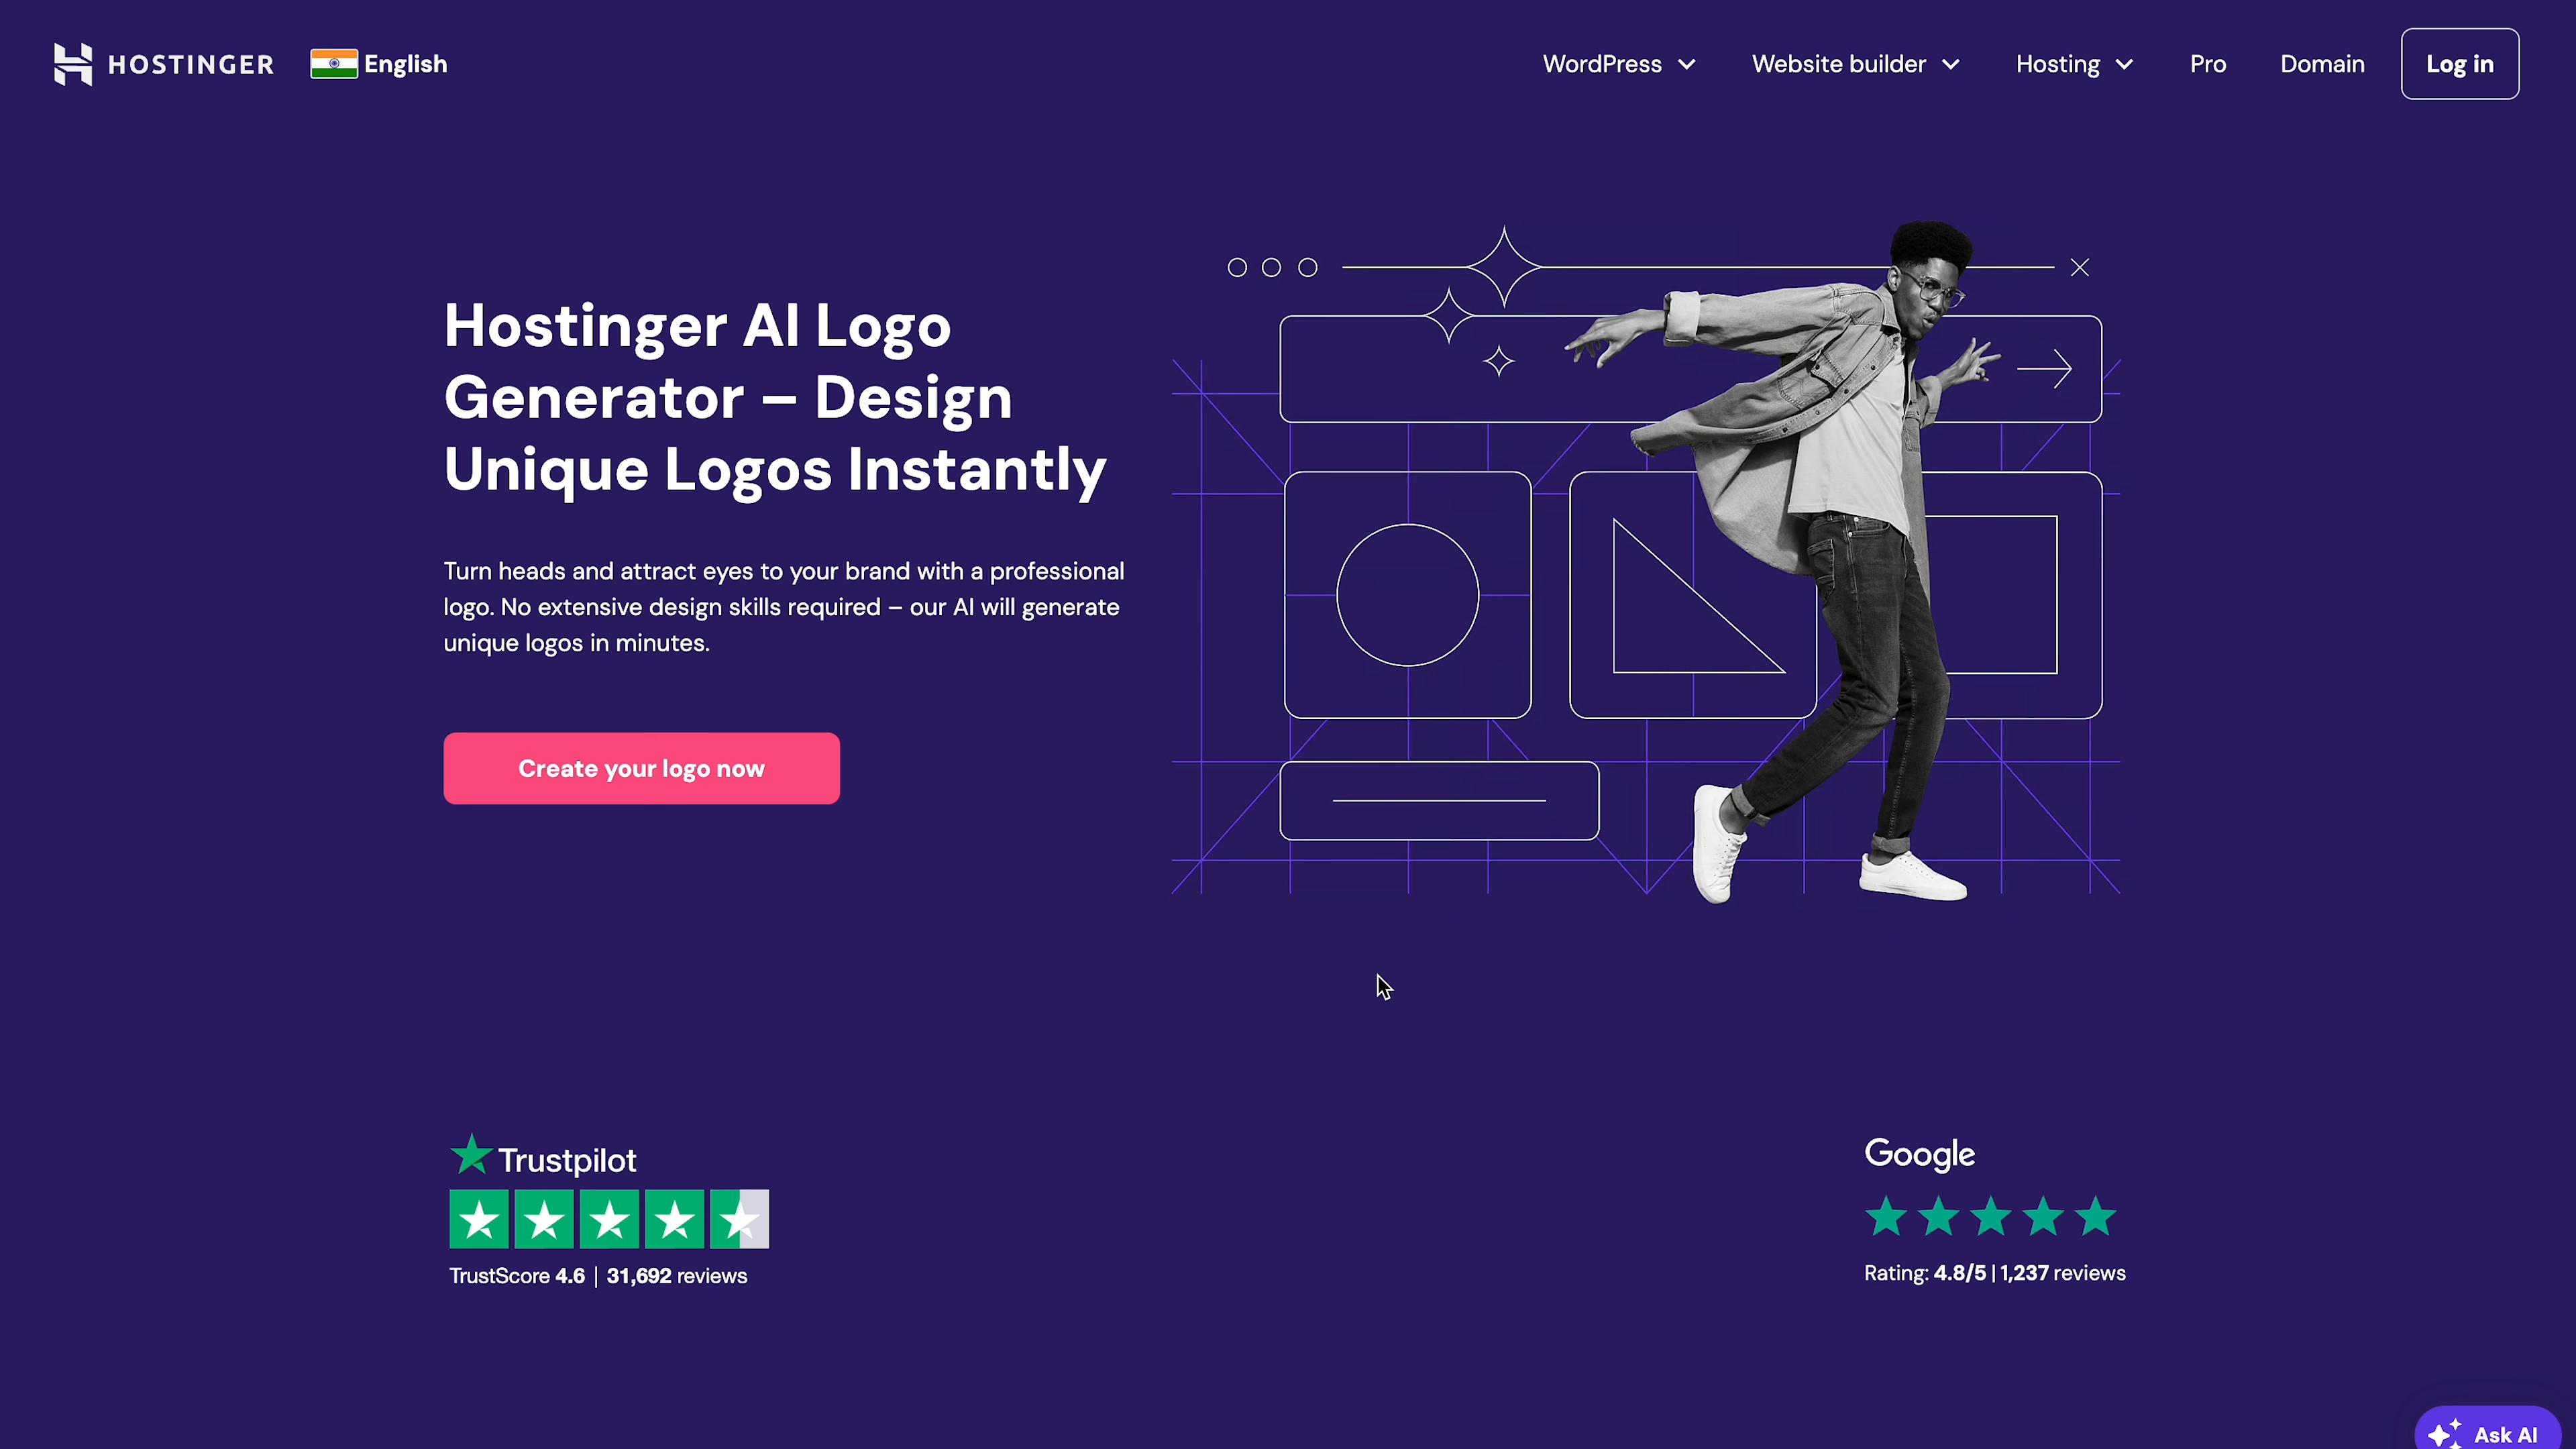 HOSTINGER
English
WordPress
Website builder
Hosting
Pro
Domain
Log in
Hostinger AI Logo
Generator – Design
Unique Logos Instantly
Turn heads and attract eyes to your brand with a professional
logo. No extensive design skills required – our AI will generate
unique logos in minutes.
Create your logo now
Trustpilot
TrustScore 4.6 | 31,692 reviews
Google
Rating: 4.8/5 | 1,237 reviews
Ask AI